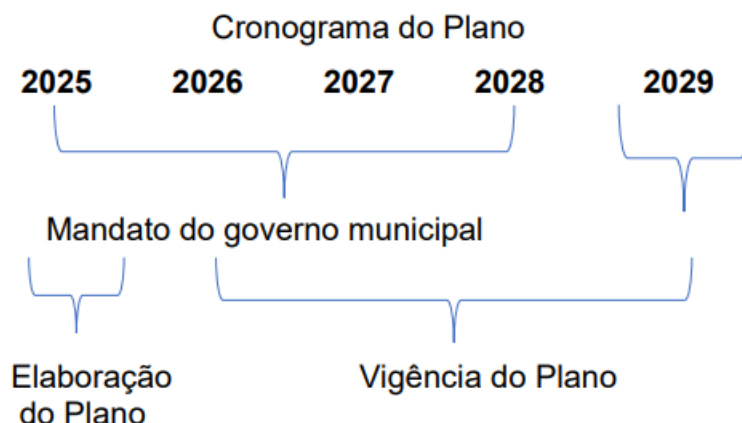 Cronograma do Plano
2025 2026 2027 2028 2029
Mandato do governo municipal
Elaboração
do Plano
Vigência do Plano